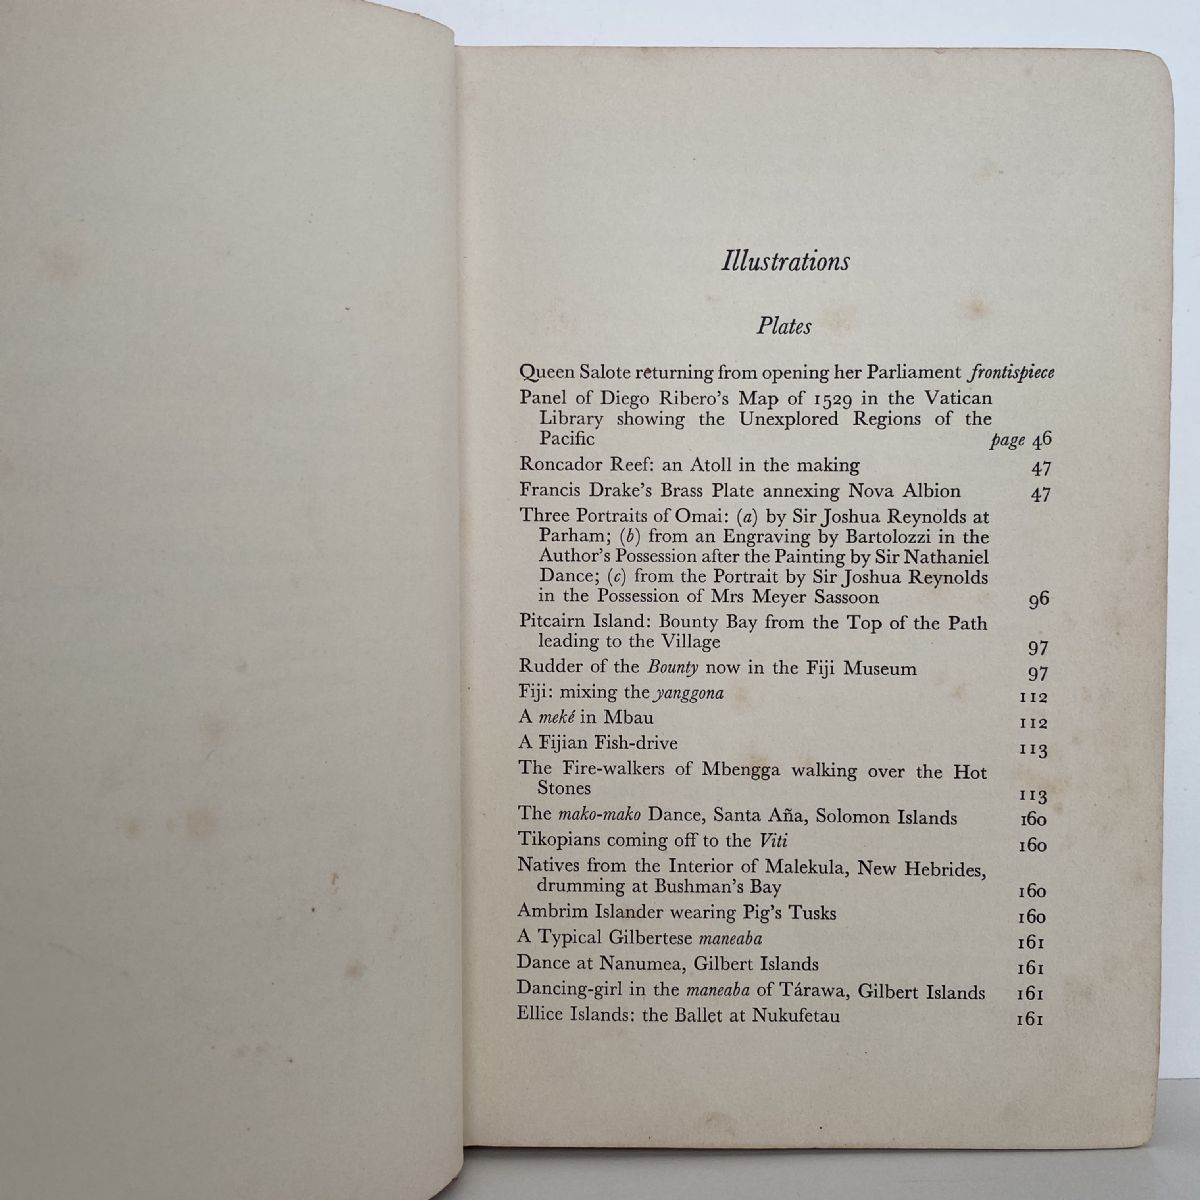 Illustrations
Plates
Queen Salote returning from opening her Parliament frontispiece
Panel of Diego Ribero's Map of 1529 in the Vatican
Library showing the Unexplored Regions of the
Pacific page 46
Roncador Reef: an Atoll in the making 47
Francis Drake's Brass Plate annexing Nova Albion 47
Three Portraits of Omai: (a) by Sir Joshua Reynolds at
Parham; (b) from an Engraving by Bartolozzi in the
Author's Possession after the Painting by Sir Nathaniel
Dance; (c) from the Portrait by Sir Joshua Reynolds
in the Possession of Mrs Meyer Sassoon 96
Pitcairn Island: Bounty Bay from the Top of the Path
leading to the Village 97
Rudder of the Bounty now in the Fiji Museum 97
Fiji: mixing the yanggona 112
A meké in Mbau 112
A Fijian Fish-drive 113
The Fire-walkers of Mbengga walking over the Hot
Stones 113
The mako-mako Dance, Santa Aña, Solomon Islands 160
Tikopians coming off to the Viti 160
Natives from the Interior of Malekula, New Hebrides,
drumming at Bushman's Bay 160
Ambrim Islander wearing Pig's Tusks 160
A Typical Gilbertese maneaba 161
Dance at Nanumea, Gilbert Islands 161
Dancing-girl in the maneaba of Tárawa, Gilbert Islands 161
Ellice Islands: the Ballet at Nukufetau 161